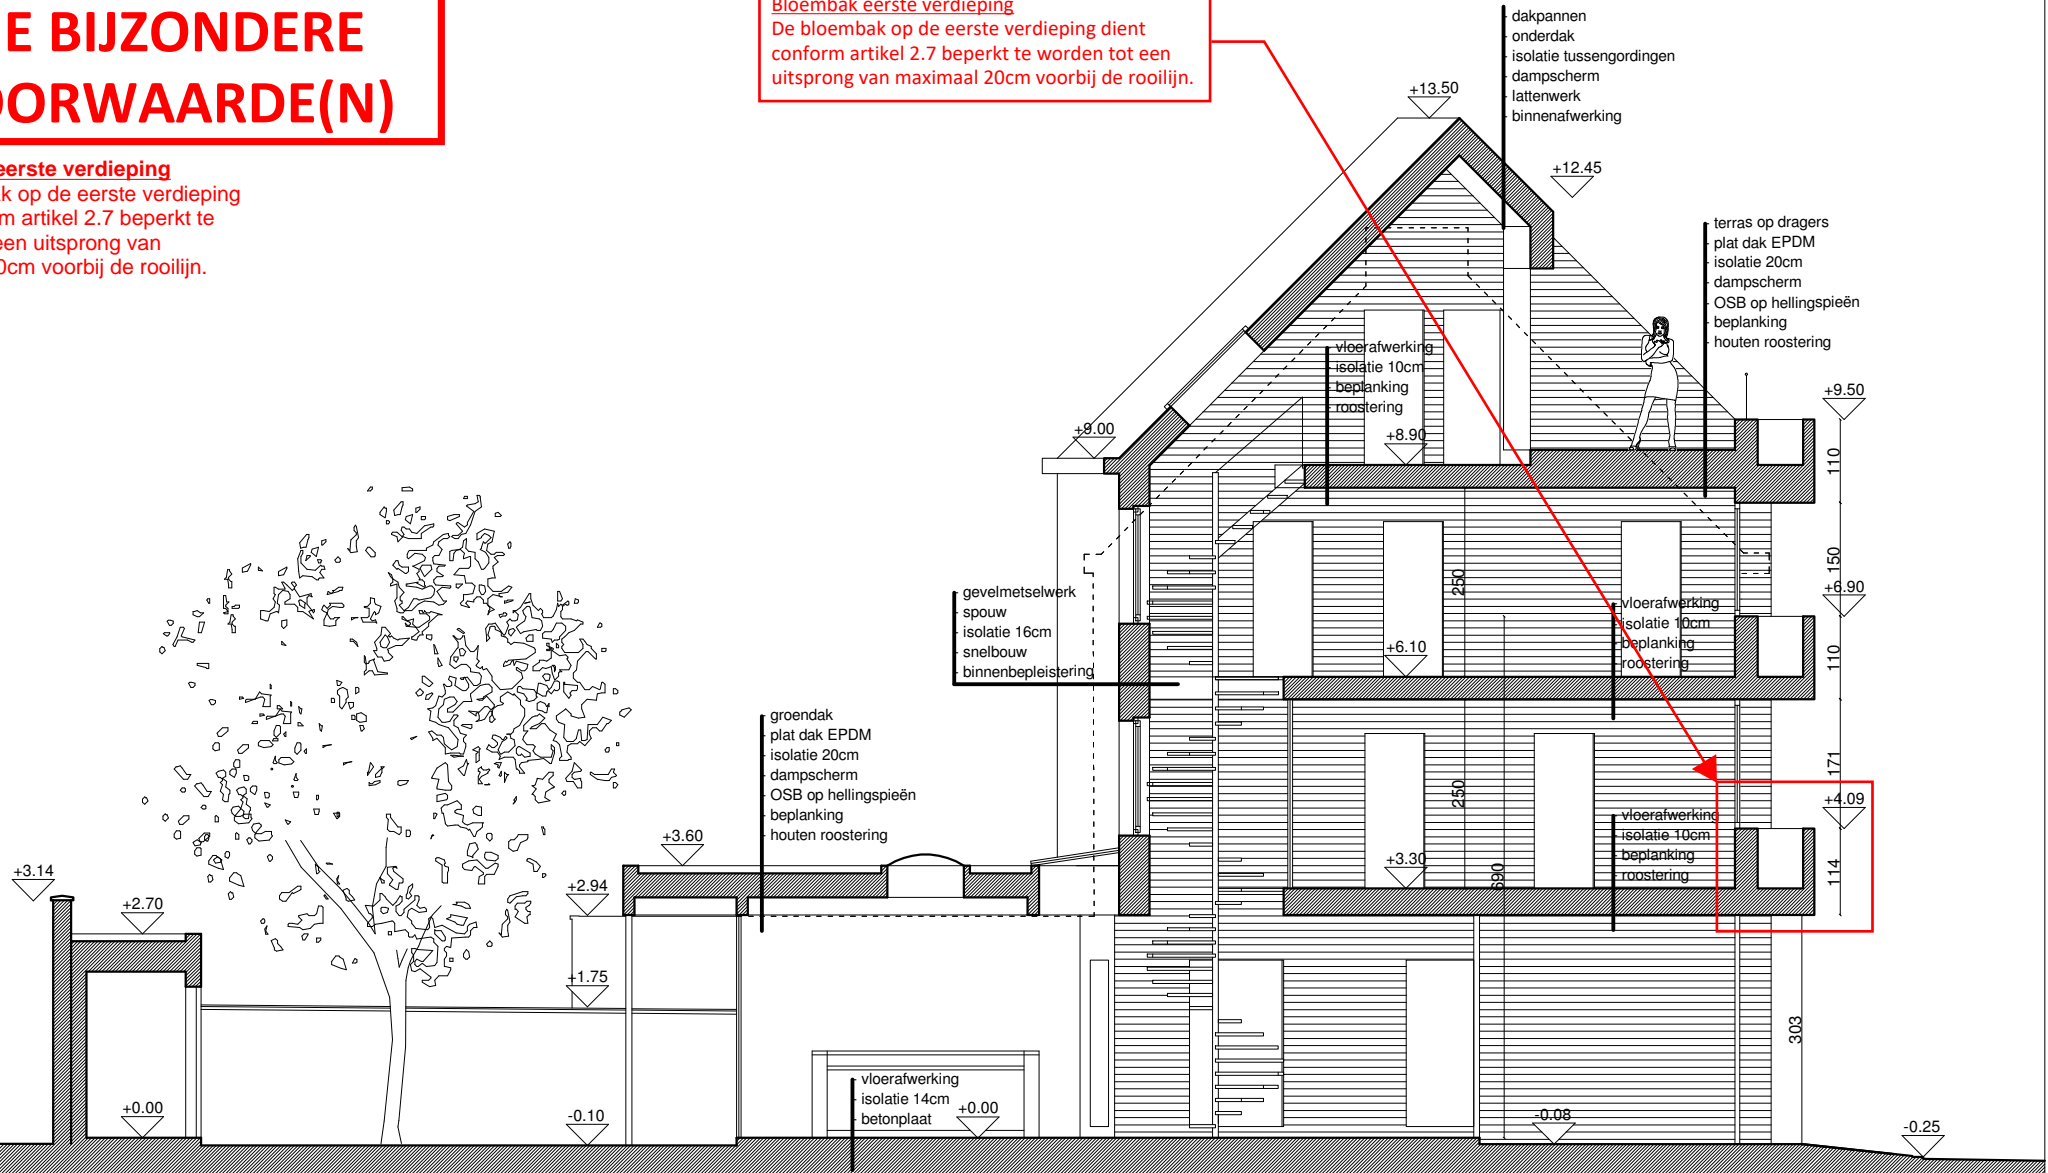 E BIJZONDERE
OORWAARDE(N)
eerste verdieping
k op de eerste verdieping
m artikel 2.7 beperkt te
een uitsprong van
0cm voorbij de rooilijn.
Bloembak eerste verdieping
De bloembak op de eerste verdieping dient
conform artikel 2.7 beperkt te worden tot een
uitsprong van maximaal 20cm voorbij de rooilijn.
dakpannen
onderdak
isolatie tussengordingen
dampscherm
lattenwerk
binnenafwerking
+13.50
+12.45
terras op dragers
plat dak EPDM
isolatie 20cm
dampscherm
OSB op hellingspieën
beplanking
houten roostering
vloerafwerking
isolatie 10cm
beplanking
roostering
+9.50
+9.00
+8.90
110
150
+6.90
250
gevelmetselwerk
spouw
isolatie 16cm
snelbouw
binnenbepleistering
vloerafwerking
isolatie 10cm
beplanking
roostering
+6.10
110
groendak
plat dak EPDM
isolatie 20cm
dampscherm
OSB op hellingspieën
beplanking
houten roostering
171
250
+4.09
vloerafwerking
isolatie 10cm
beplanking
roostering
+3.60
+3.30
690
114
+3.14
+2.94
+2.70
+1.75
303
vloerafwerking
isolatie 14cm
betonplaat
+0.00
-0.10
+0.00
-0.08
-0.25